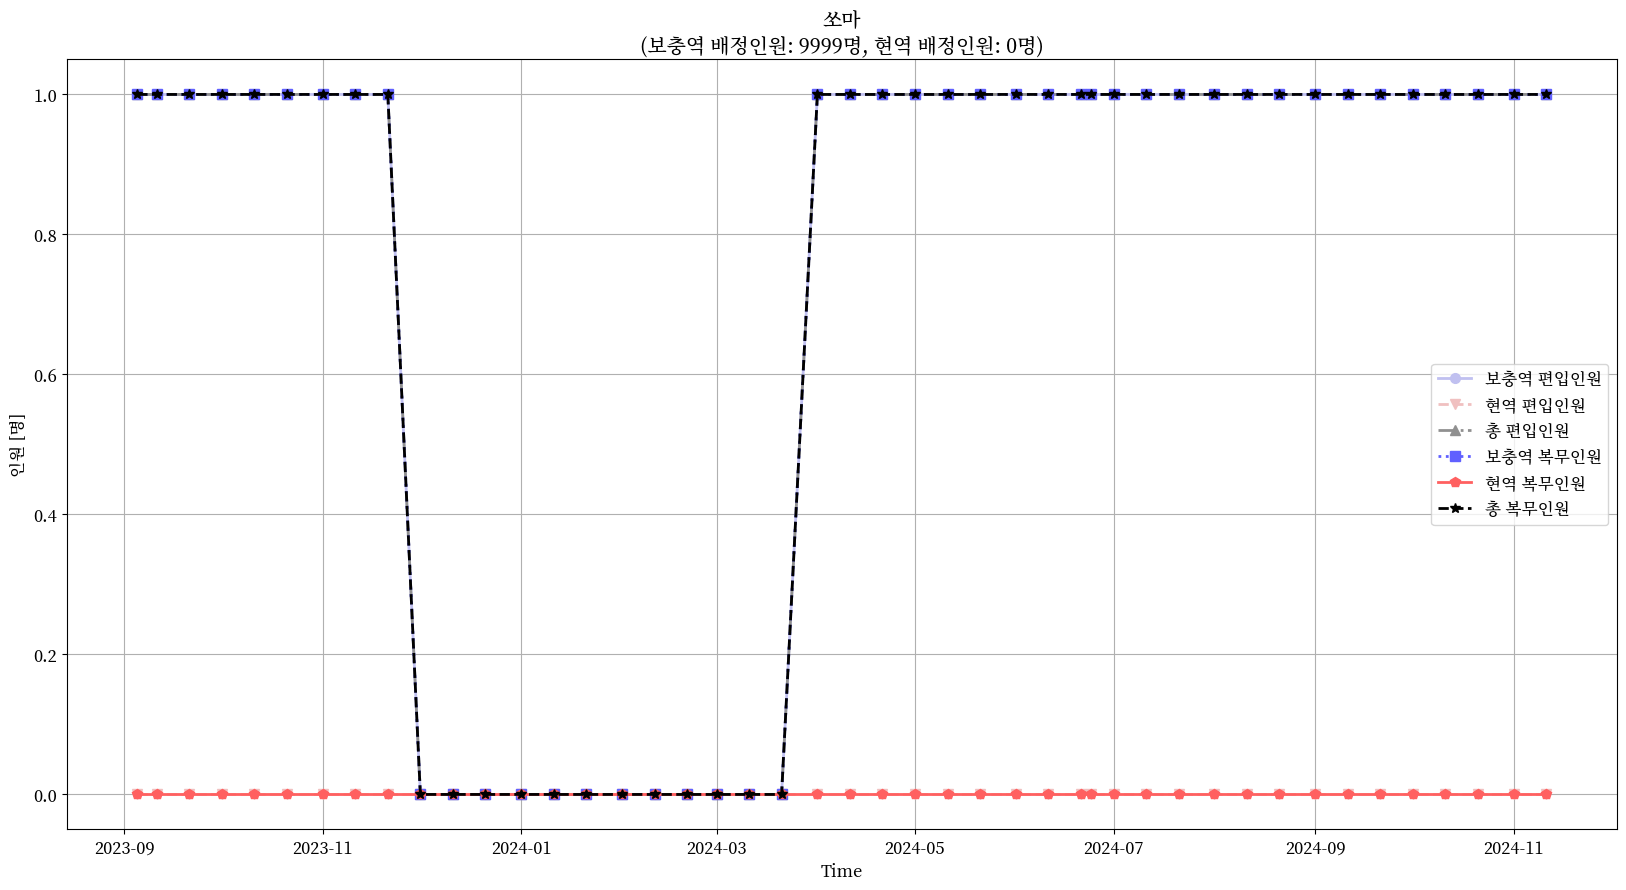 쏘마
(보충역 배정인원: 9999명, 현역 배정인원: 0명)
1.0
0.8
0.6
0.4
0.2
0.0
인원 [명]
보충역 편입인원
현역 편입인원
총 편입인원
보충역 복무인원
현역 복무인원
총 복무인원
2023-09
2023-11
2024-01
2024-03
2024-05
2024-07
2024-09
2024-11
Time